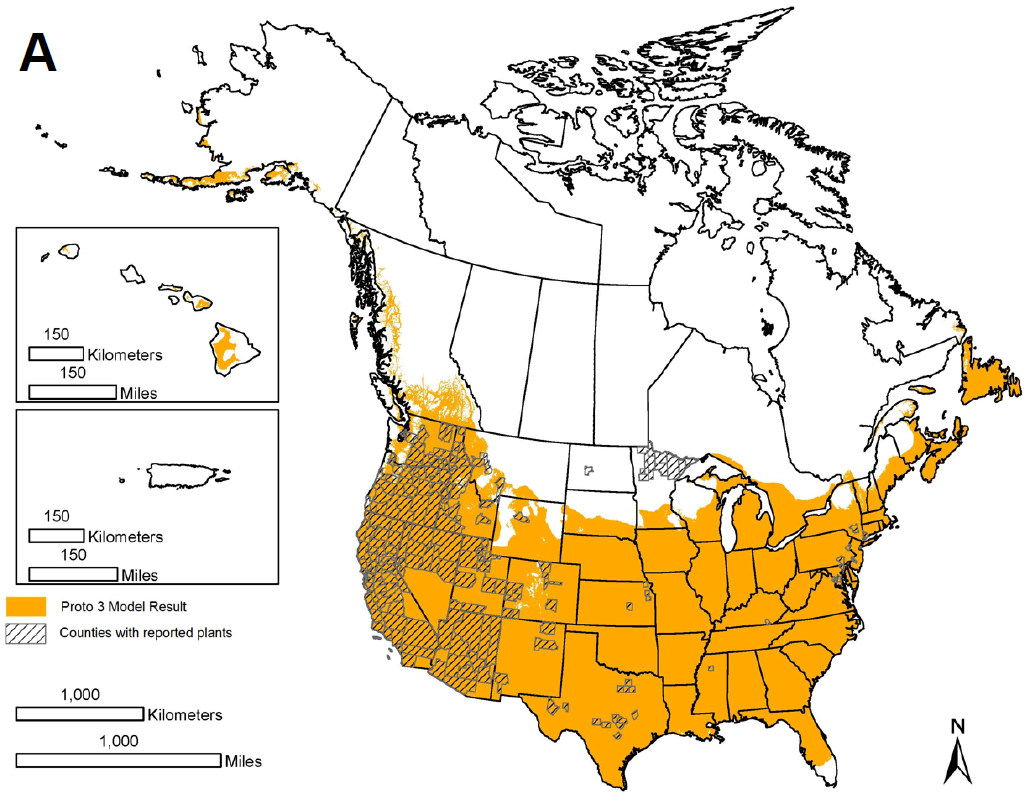 A
150
Kilometers
150
Miles
150
Kilometers
150
Miles
Proto 3 Model Result
Counties with reported plants
1,000
Kilometers
1,000
Miles
N